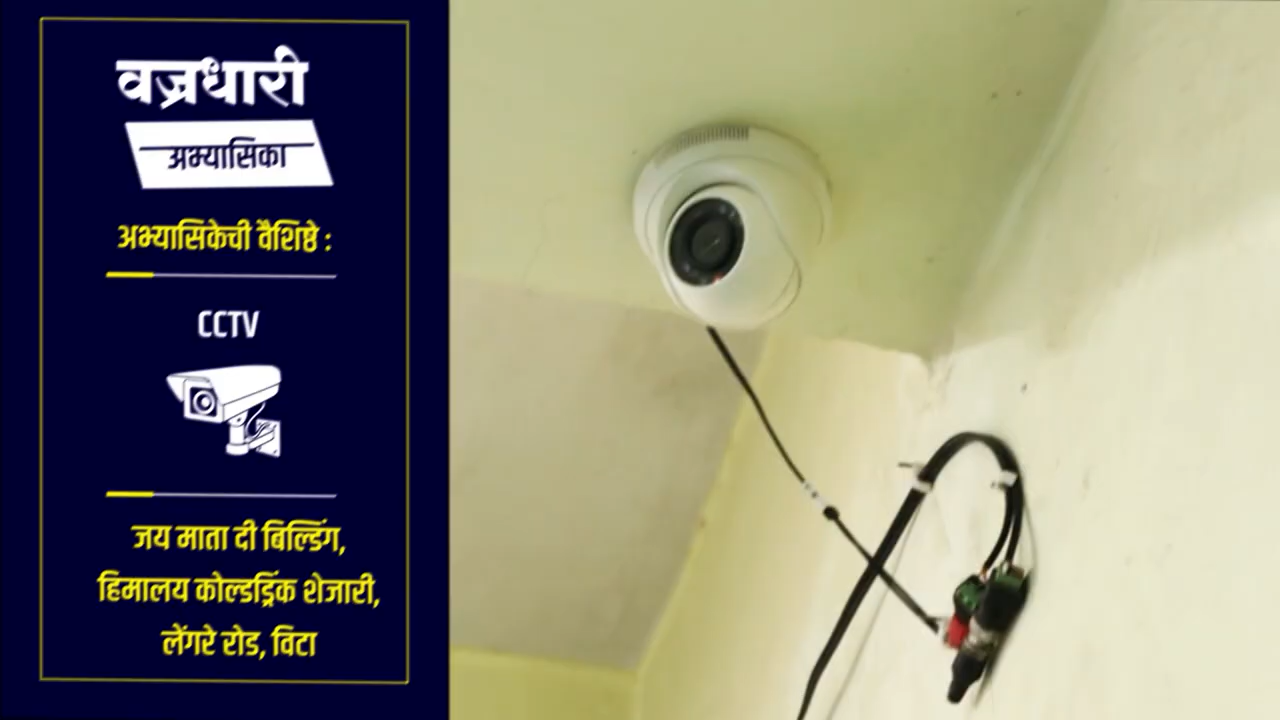 वज्रधारी
अभ्यासिका
अभ्यासिकेची वैशिष्ठे :
CCTV
जय माता दी बिल्डिंग,
हिमालय कोल्डड्रिंक शेजारी,
लेंगरे रोड, विटा